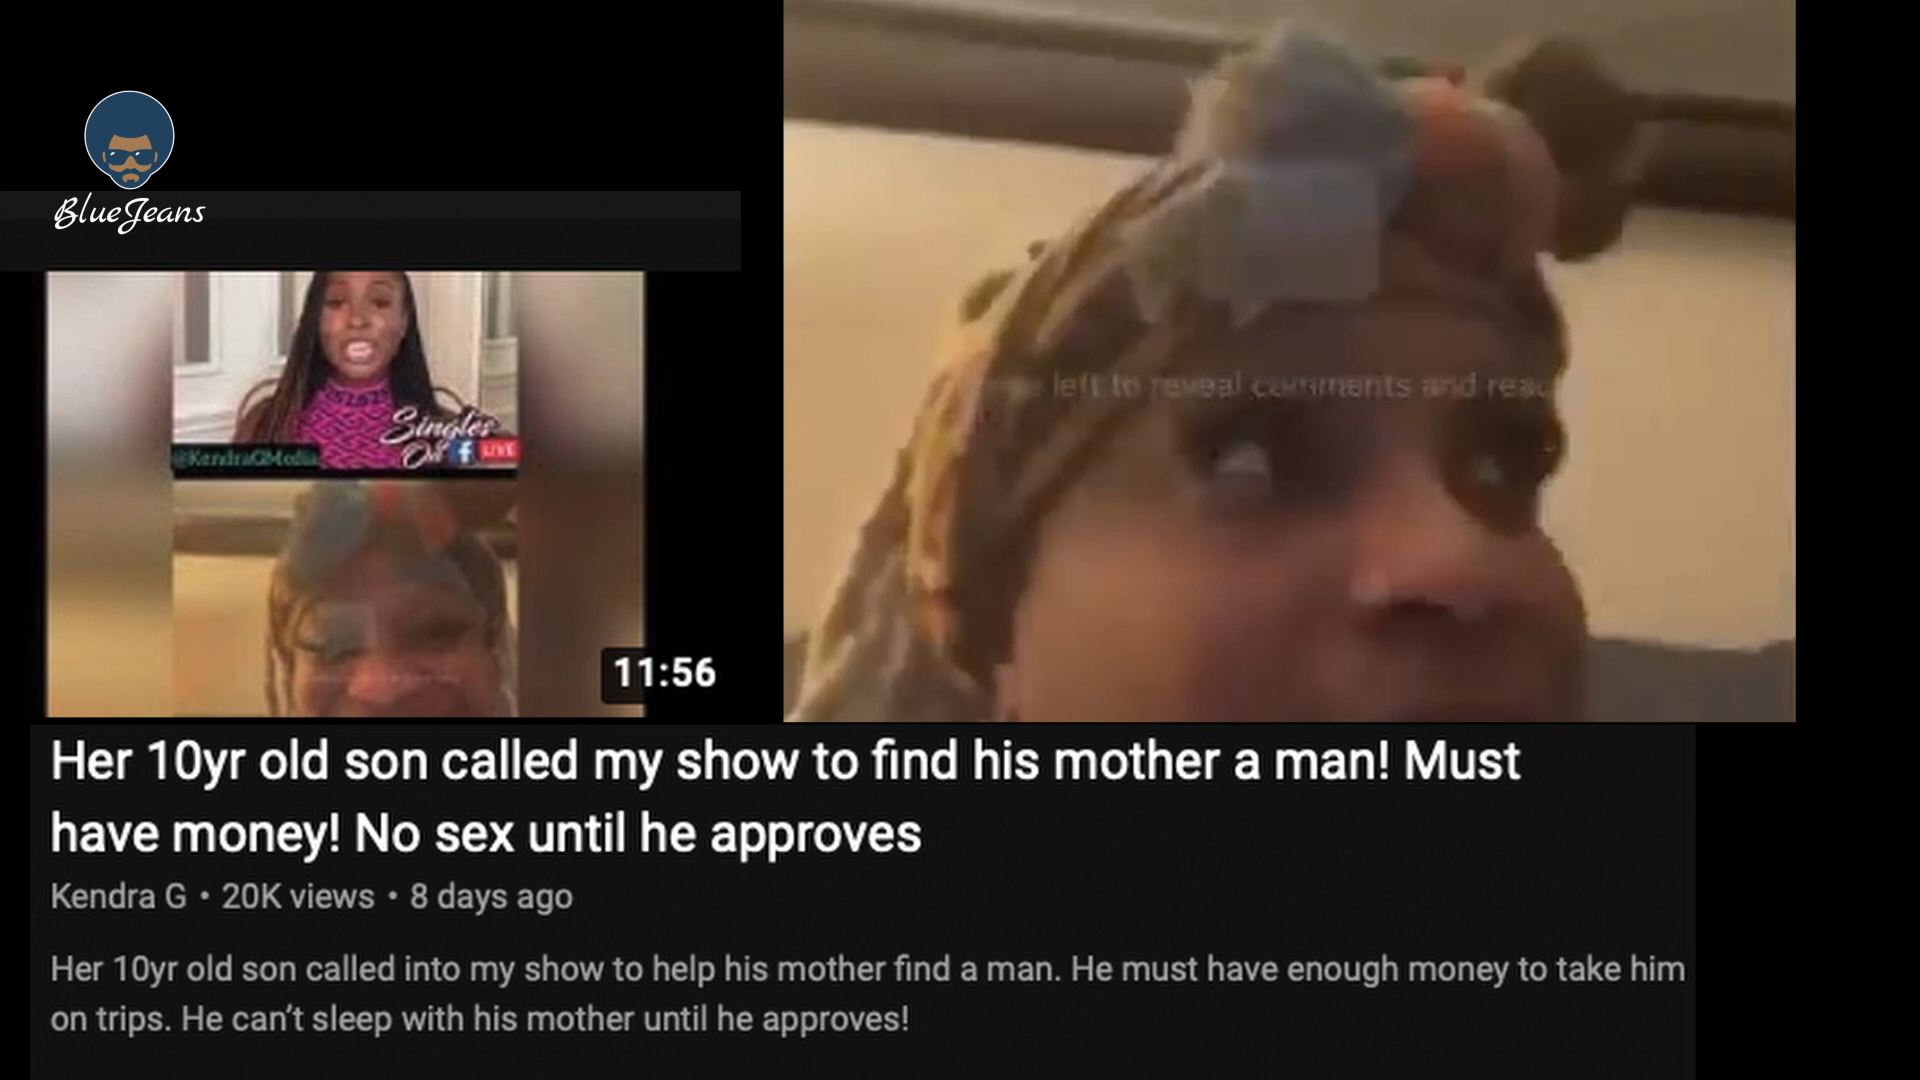 BlueJeans
Singles
On f LIVE
@KendraGMedia
left to reveal comments and
11:56
Her 10yr old son called my show to find his mother a man! Must
have money! No sex until he approves
Kendra G • 20K views • 8 days ago
Her 10yr old son called into my show to help his mother find a man. He must have enough money to take him
on trips. He can’t sleep with his mother until he approves!